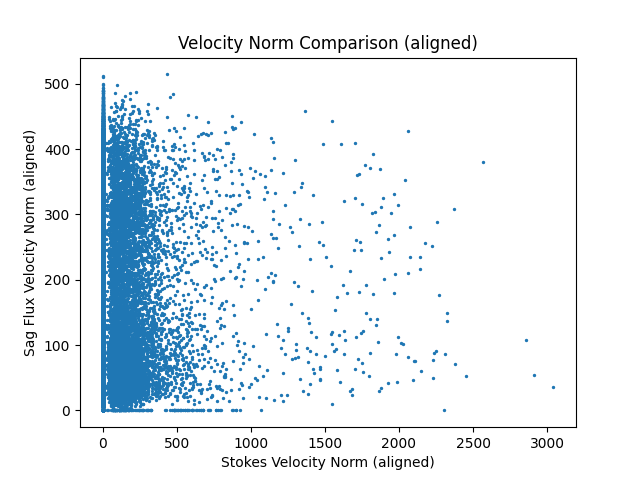 Velocity Norm Comparison (aligned)
500
400
300
200
100
0
Sag Flux Velocity Norm (aligned)
0 500 1000 1500 2000 2500 3000
Stokes Velocity Norm (aligned)